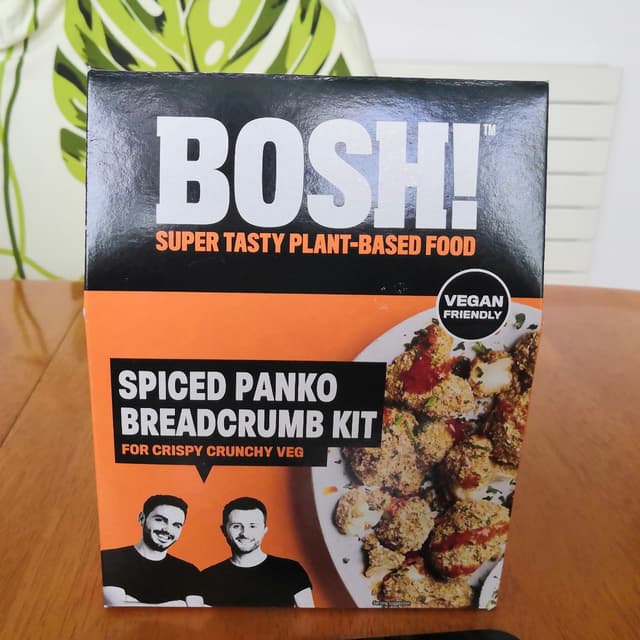 BOSH!™
SUPER TASTY PLANT-BASED FOOD
VEGAN
FRIENDLY
SPICED PANKO
BREADCRUMB KIT
FOR CRISPY CRUNCHY VEG